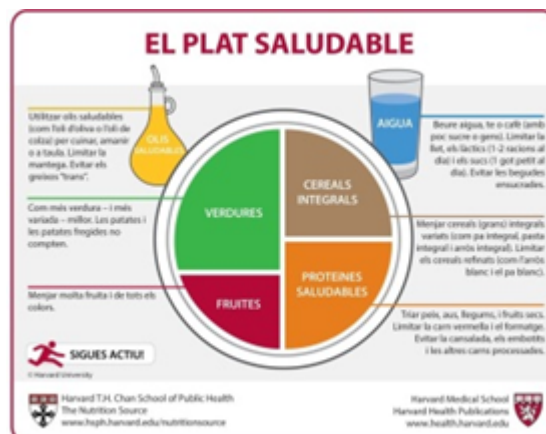 EL PLAT SALUDABLE
Utilitzar olis saludables
(com l'oli d'oliva o l'oli de
colza) per cuinar, amanir
o a taula. Limitar la
mantega. Evitar els
greixos "trans".
OLIS
SALUDABLES
AIGUA
Beure aigua, te o cafè (amb
poc sucre o gens). Limitar la
llet, els làctics (1-2 racions al
dia) i els sucs (1 got petit al
dia). Evitar les begudes
ensucrades.
VERDURES
CEREALS
INTEGRALS
Com més verdura – i més
variada – millor. Les patates i
les patates fregides no
compten.
Menjar cereals (grans) integrals
variats (com pa integral, pasta
integral i arròs integral). Limitar
els cereals refinats (com l'arròs
blanc i el pa blanc).
FRUITES
PROTEÏNES
SALUDABLES
Menjar molta fruita i de tots els
colors.
Triar peix, aus, llegums, i fruits secs.
Limitar la carn vermella i el formatge.
Evitar la cansalada, els embotits
i les altres carns processades.
SIGUES ACTIU!
© Harvard University
Harvard T.H. Chan School of Public Health
The Nutrition Source
www.hsph.harvard.edu/nutritionsource
Harvard Medical School
Harvard Health Publications
www.health.harvard.edu